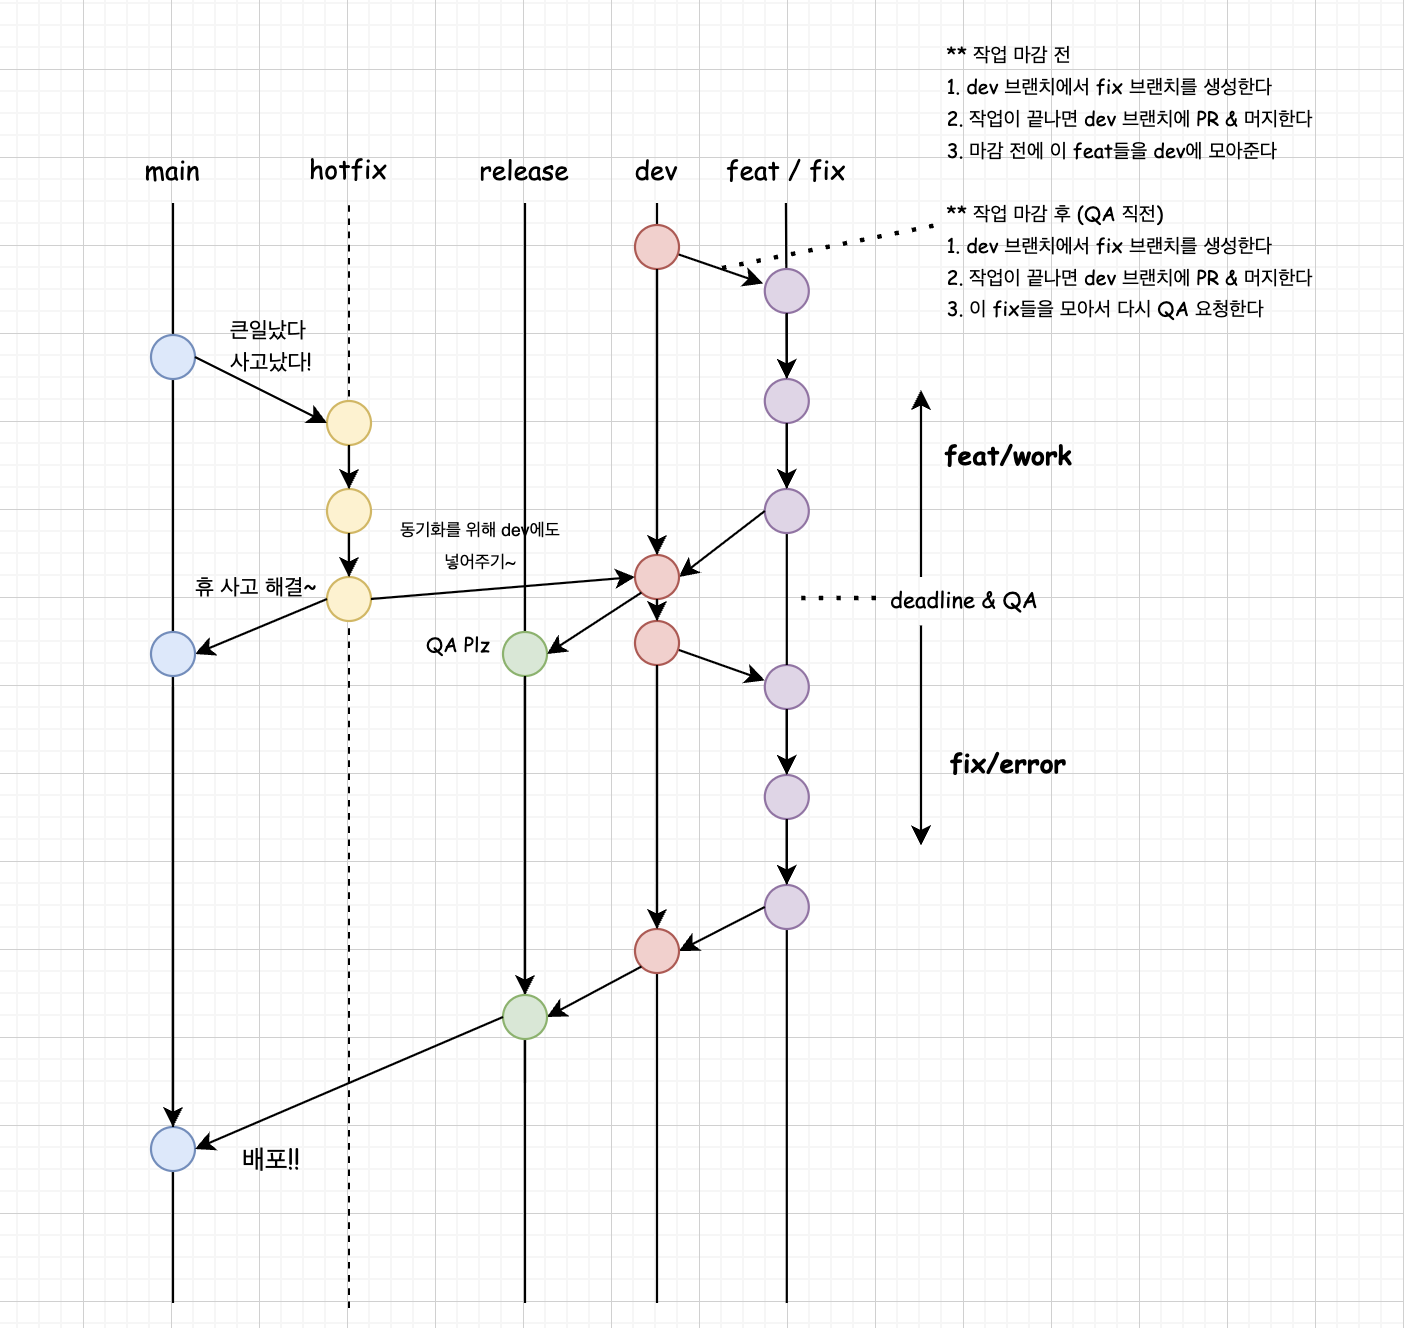 ** 작업 마감 전
1. dev 브랜치에서 fix 브랜치를 생성한다
2. 작업이 끝나면 dev 브랜치에 PR & 머지한다
3. 마감 전에 이 feat들을 dev에 모아준다
main
hotfix
release
dev
feat / fix
** 작업 마감 후 (QA 직전)
1. dev 브랜치에서 fix 브랜치를 생성한다
2. 작업이 끝나면 dev 브랜치에 PR & 머지한다
3. 이 fix들을 모아서 다시 QA 요청한다
큰일났다
사고났다!
feat/work
동기화를 위해 dev에도
넣어주기~
휴 사고 해결~
deadline & QA
QA Plz
fix/error
배포!!